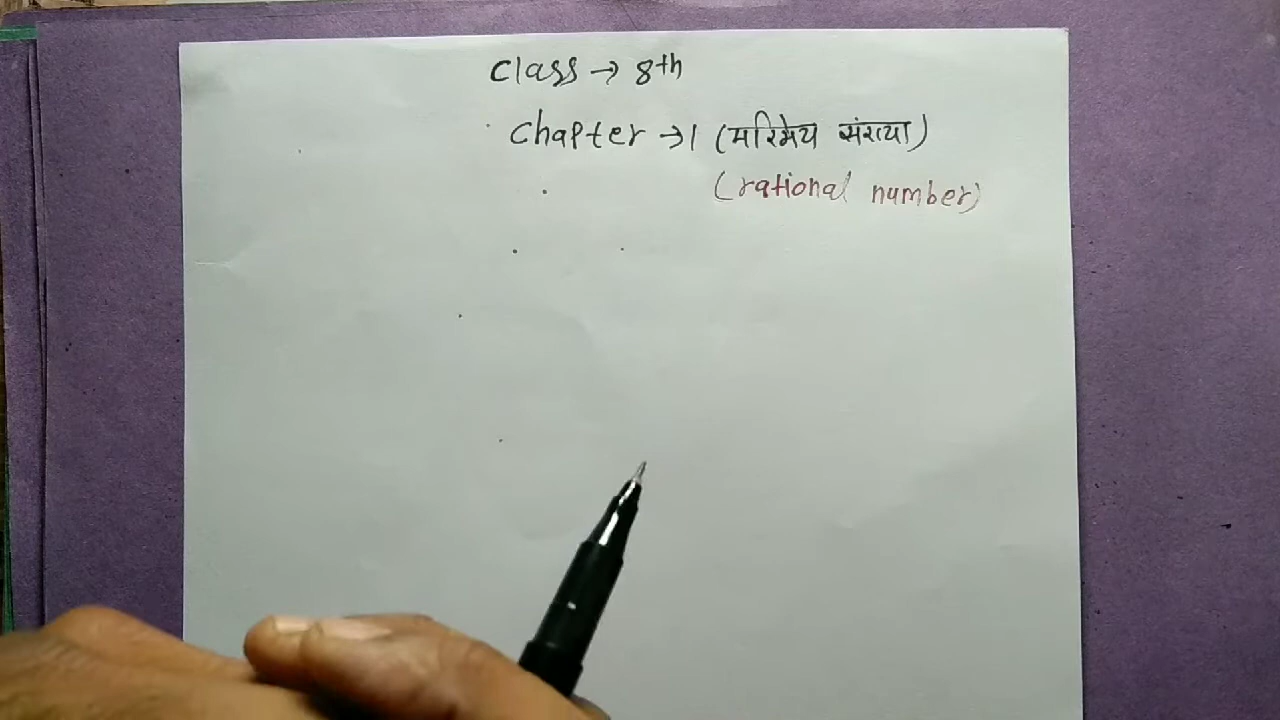 Class → 8th
Chapter → 1 (परिमेय संख्या)
(rational number)